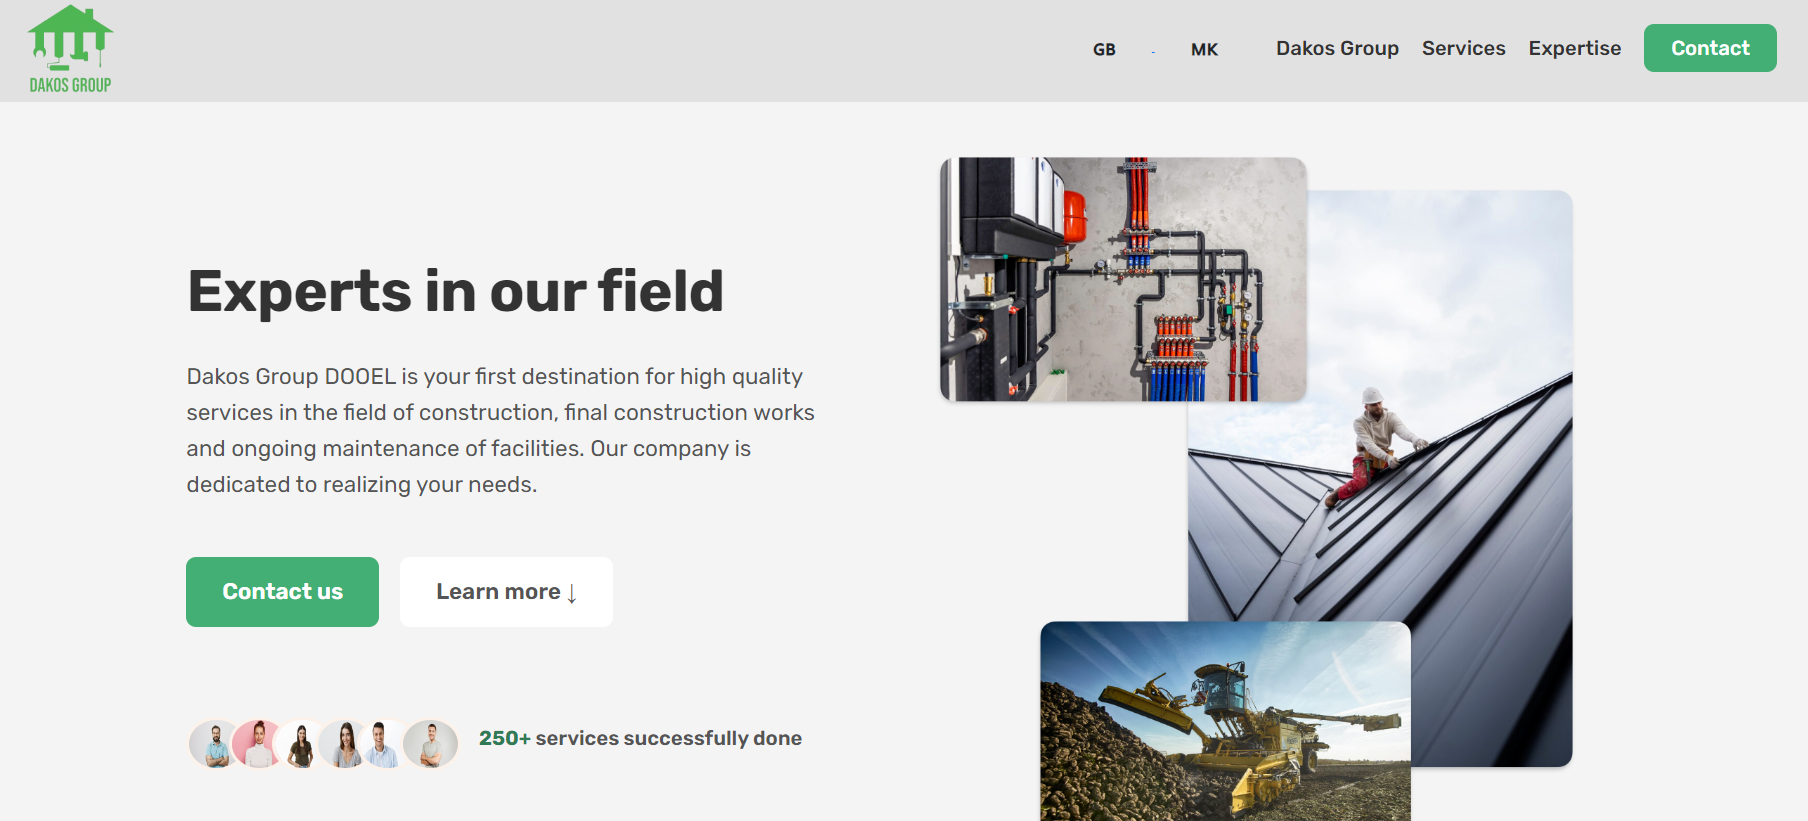 DAKOS GROUP
GB - MK Dakos Group Services Expertise Contact
Experts in our field
Dakos Group DOOEL is your first destination for high quality
services in the field of construction, final construction works
and ongoing maintenance of facilities. Our company is
dedicated to realizing your needs.
Contact us Learn more ↓
250+ services successfully done